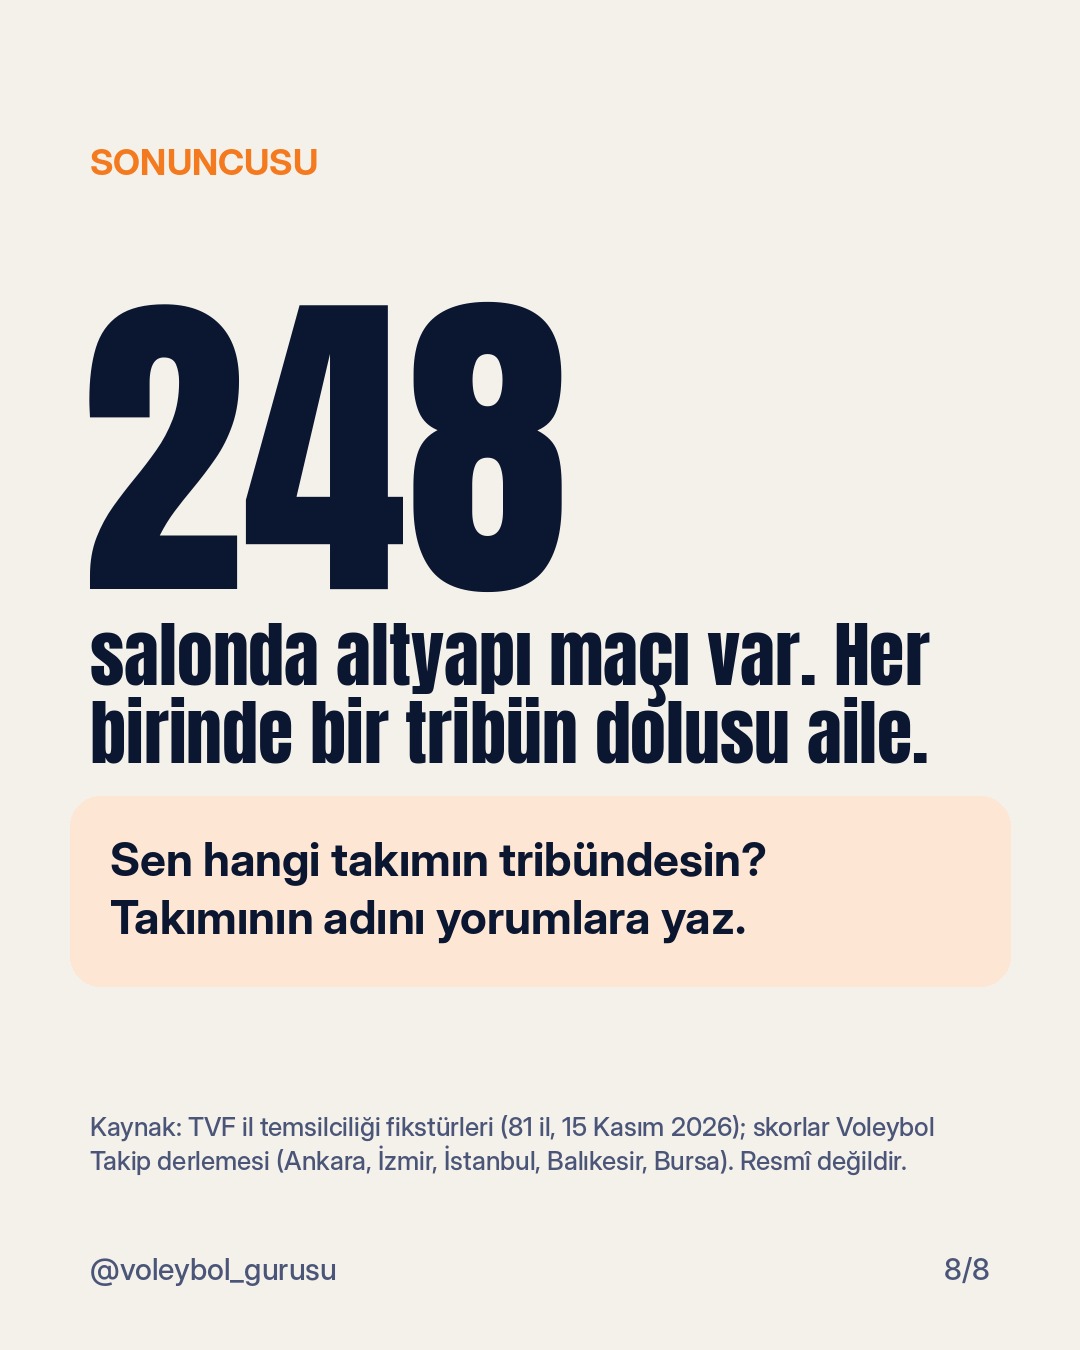 SONUNCUSU
248
salonda altyapı maçı var. Her
birinde bir tribün dolusu aile.
Sen hangi takımın tribündesin?
Takımının adını yorumlara yaz.
Kaynak: TVF il temsilciliği fikstürleri (81 il, 15 Kasım 2026); skorlar Voleybol
Takip derlemesi (Ankara, İzmir, İstanbul, Balıkesir, Bursa). Resmî değildir.
@voleybol_gurusu
8/8